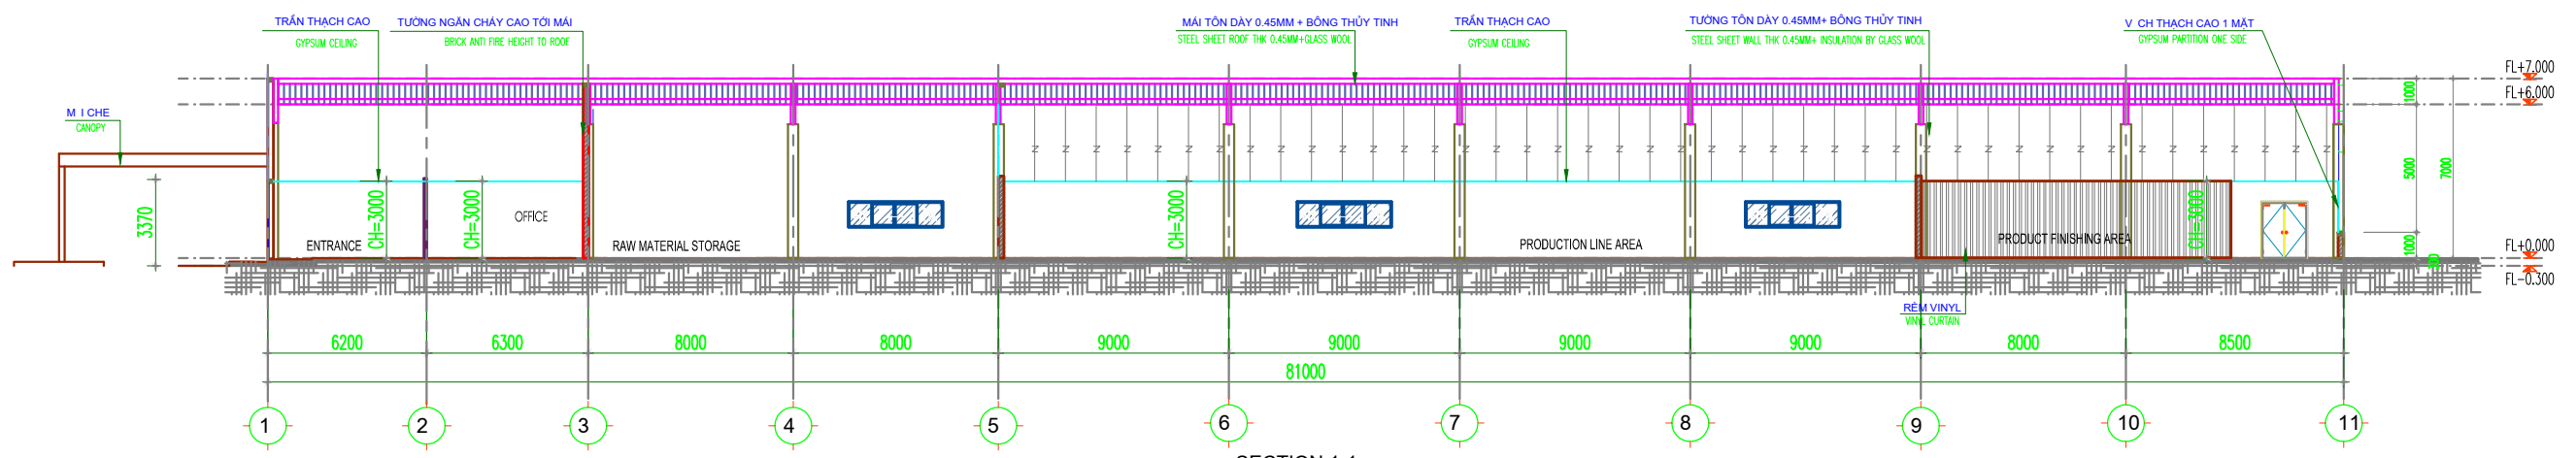 TRẦN THẠCH CAO
GYPSUM CEILING
TƯỜNG NGĂN CHÁY CAO TỚI MÁI
BRICK ANTI FIRE HEIGHT TO ROOF
MÁI TÔN DÀY 0.45MM + BÔNG THỦY TINH
STEEL SHEET ROOF THK 0.45MM+GLASS WOOL
TRẦN THẠCH CAO
GYPSUM CEILING
TƯỜNG TÔN DÀY 0.45MM+ BÔNG THỦY TINH
STEEL SHEET WALL THK 0.45MM+ INSULATION BY GLASS WOOL
V CH THẠCH CAO 1 MẶT
GYPSUM PARTITION ONE SIDE
FL+7.000
FL+6.000
1000
M I CHE
CANOPY
5000
7000
3370
CH=3000
CH=3000
OFFICE
CH=3000
CH=3000
ENTRANCE
RAW MATERIAL STORAGE
PRODUCTION LINE AREA
PRODUCT FINISHING AREA
1000
FL+0.000
FL-0.300
RÈM VINYL
VINYL CURTAIN
6200 6300 8000 8000 9000 9000 9000 9000 8000 8500
81000
1 2 3 4 5 6 7 8 9 10 11